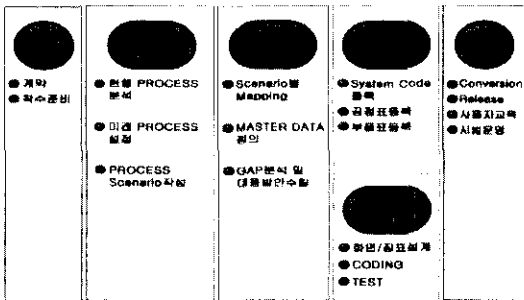 계약
착수준비
현행 PROCESS
분석
미래 PROCESS
설정
PROCESS
Scenario작성
Scenario별
Mapping
MASTER DATA
정의
GAP분석 및
대응방안수립
System Code
등록
공정표등록
부품표등록
화면/장표설계
CODING
TEST
Conversion
Release
사용자교육
시범운영